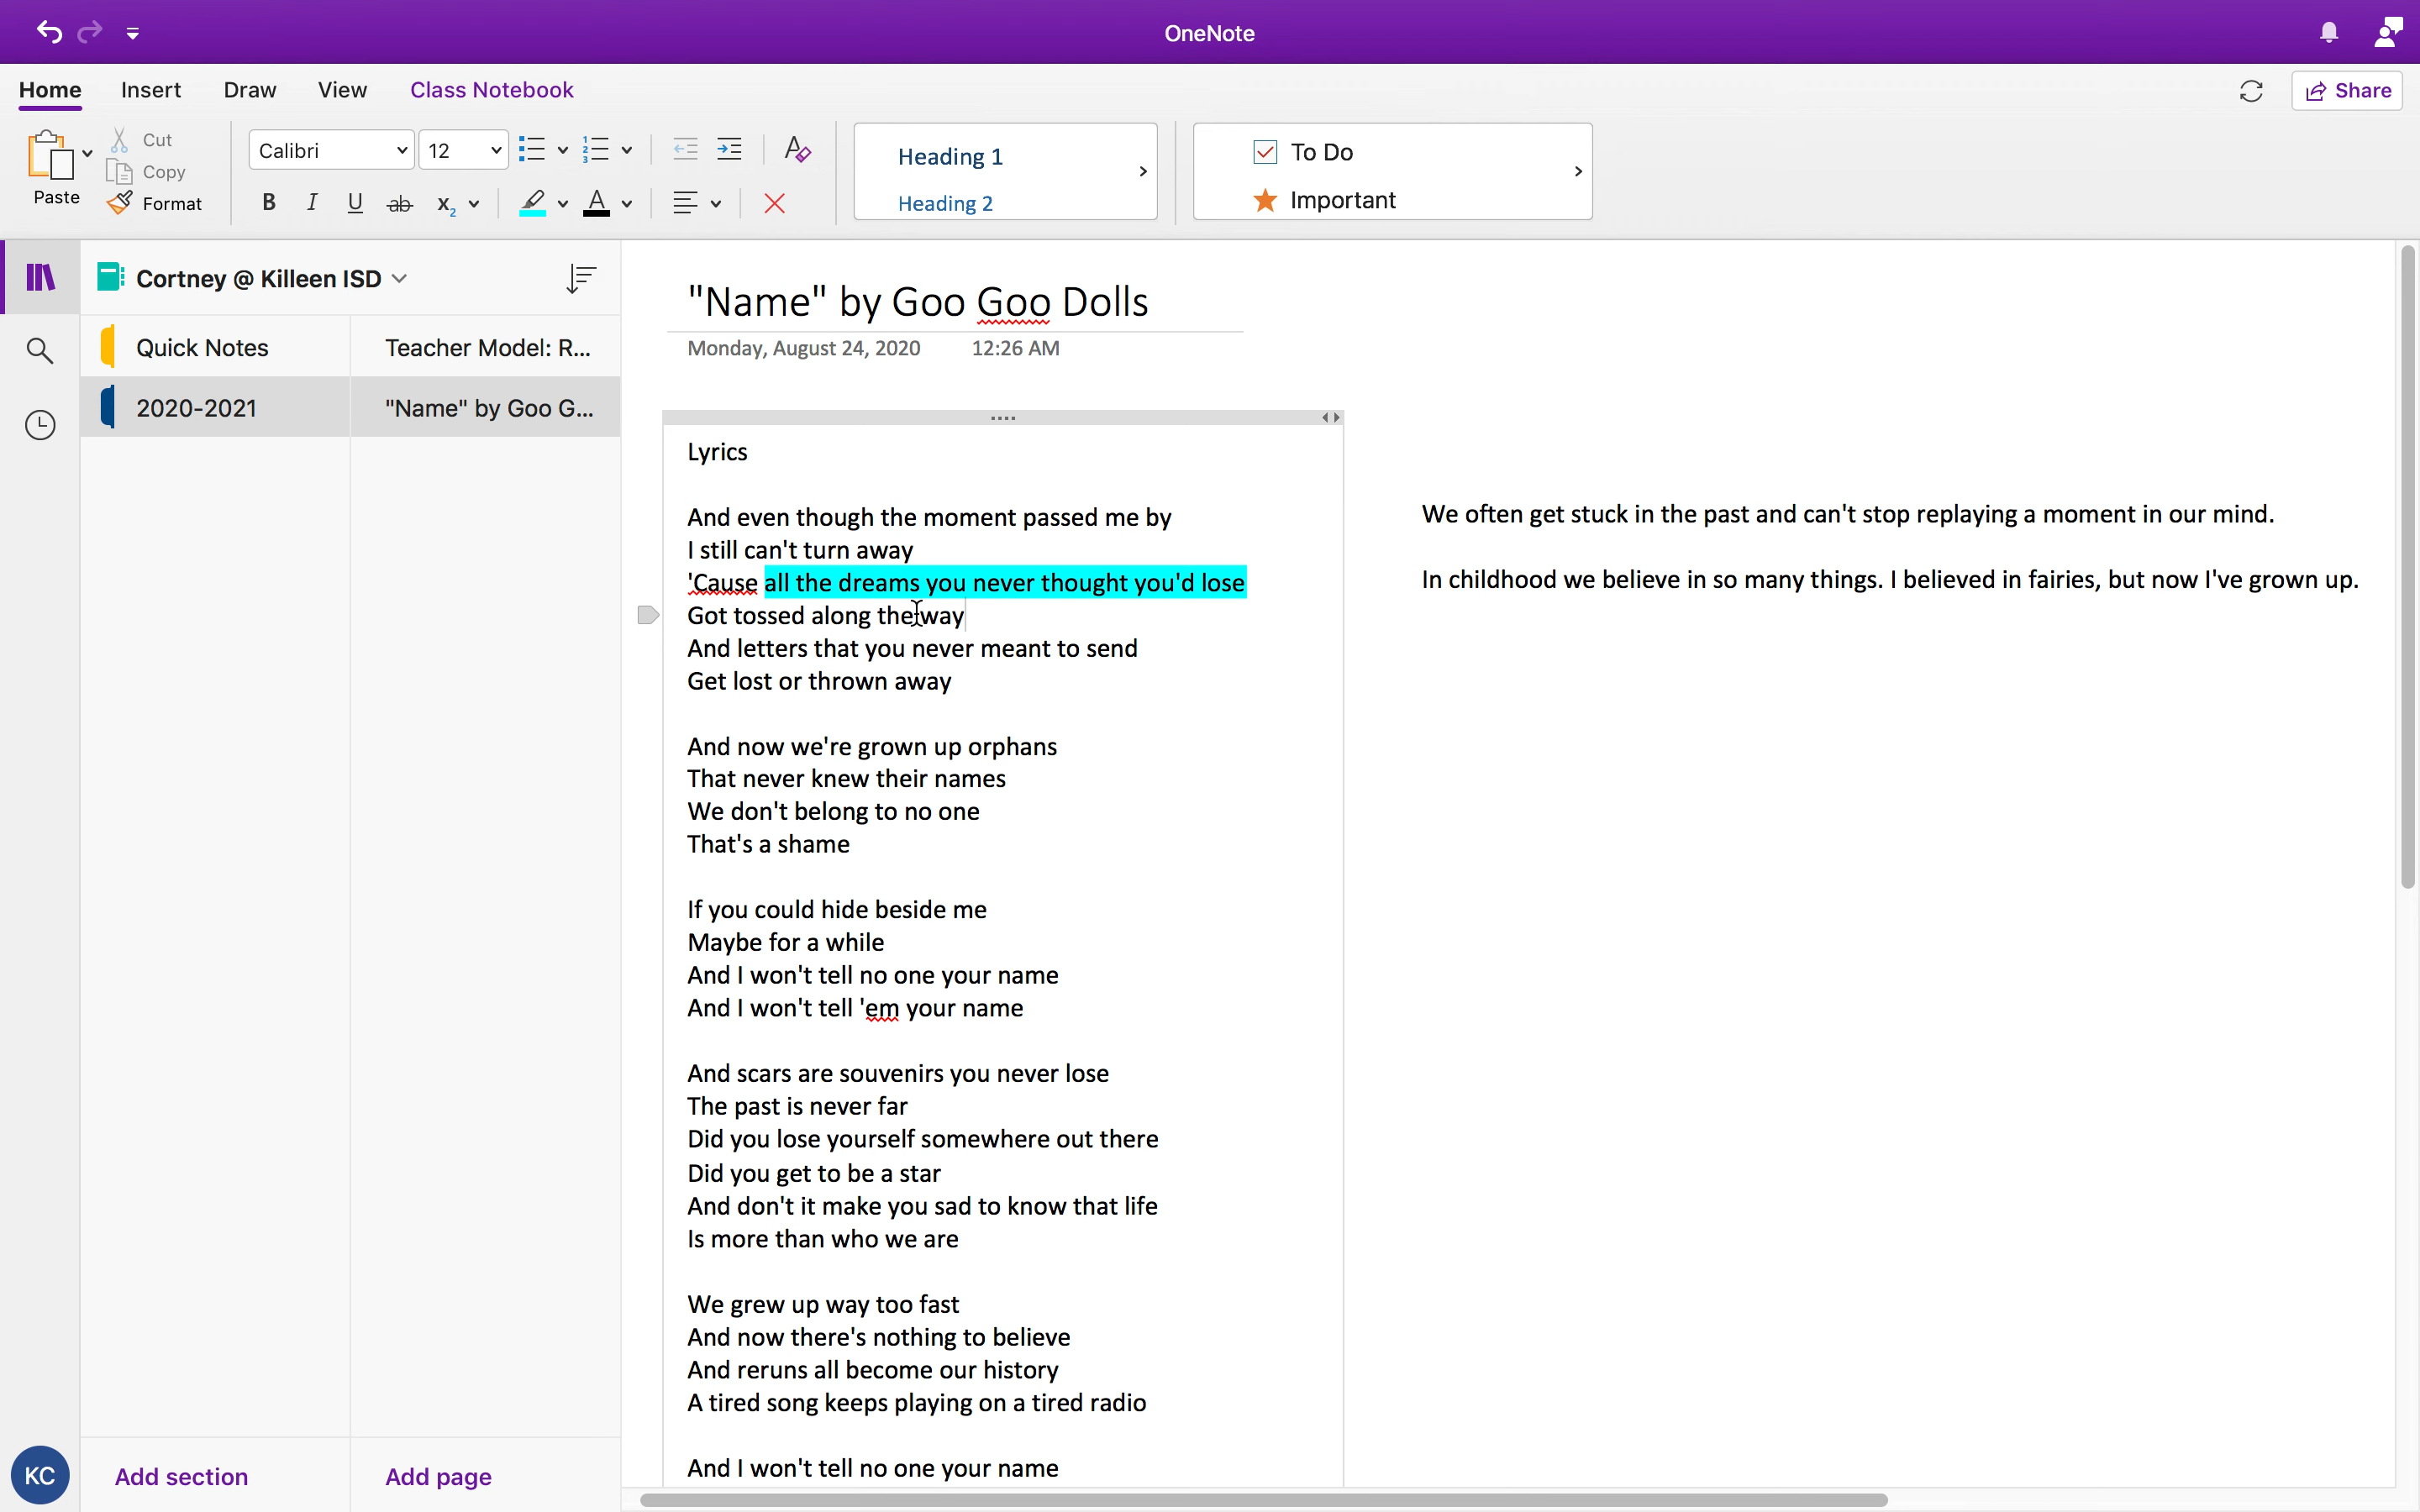 OneNote
Home Insert Draw View Class Notebook
Share
Paste
Cut
Copy
Format
Calibri 12
Heading 1
Heading 2
To Do
Important
Cortney @ Killeen ISD
Quick Notes
2020-2021
Teacher Model: R...
"Name" by Goo G...
Add section
Add page
KC
"Name" by Goo Goo Dolls
Monday, August 24, 2020 12:26 AM
Lyrics
And even though the moment passed me by
I still can't turn away
'Cause all the dreams you never thought you'd lose
Got tossed along the way
And letters that you never meant to send
Get lost or thrown away
And now we're grown up orphans
That never knew their names
We don't belong to no one
That's a shame
If you could hide beside me
Maybe for a while
And I won't tell no one your name
And I won't tell 'em your name
And scars are souvenirs you never lose
The past is never far
Did you lose yourself somewhere out there
Did you get to be a star
And don't it make you sad to know that life
Is more than who we are
We grew up way too fast
And now there's nothing to believe
And reruns all become our history
A tired song keeps playing on a tired radio
And I won't tell no one your name
We often get stuck in the past and can't stop replaying a moment in our mind.
In childhood we believe in so many things. I believed in fairies, but now I've grown up.